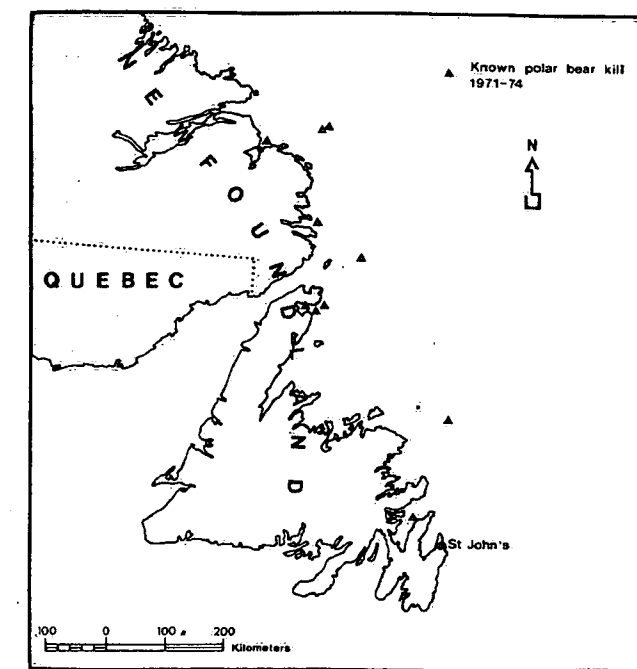 Known polar bear kill
1971-74
N
NEWFOUNDLAND
QUEBEC
St John's
100 0 100 200
Kilometers